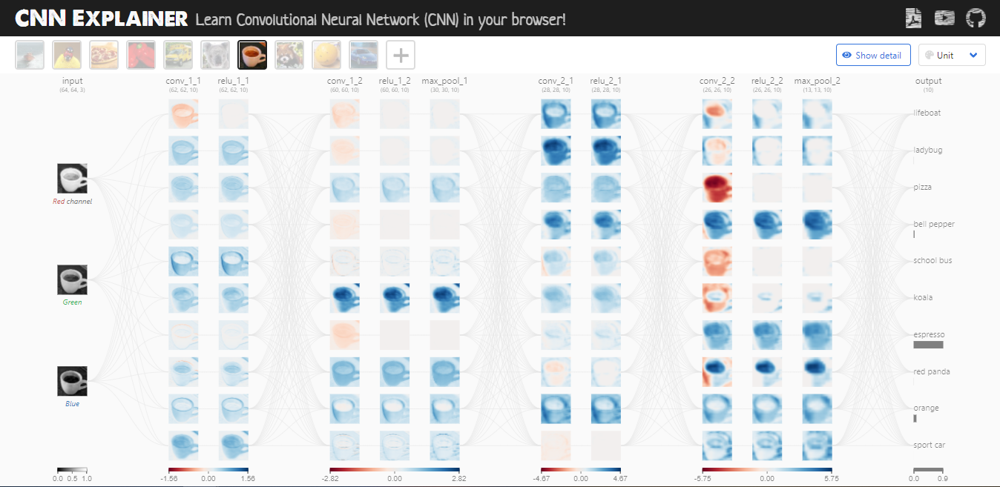 CNN EXPLAINER Learn Convolutional Neural Network (CNN) in your browser!
Show detail Unit
input conv_1_1 relu_1_1 conv_1_2 relu_1_2 max_pool_1 conv_2_1 relu_2_1 conv_2_2 relu_2_2 max_pool_2 output
(64, 64, 3) (62, 62, 10) (62, 62, 10) (60, 60, 10) (60, 60, 10) (30, 30, 10) (28, 28, 10) (28, 28, 10) (26, 26, 10) (26, 26, 10) (13, 13, 10) (10)
lifeboat
ladybug
pizza
Red channel
bell pepper
school bus
koala
Green
espresso
red panda
Blue
orange
sport car
0.0 0.5 1.0 -1.56 0.00 1.56 -2.82 0.00 2.82 -4.67 0.00 4.67 -5.75 0.00 5.75 0.0 0.9